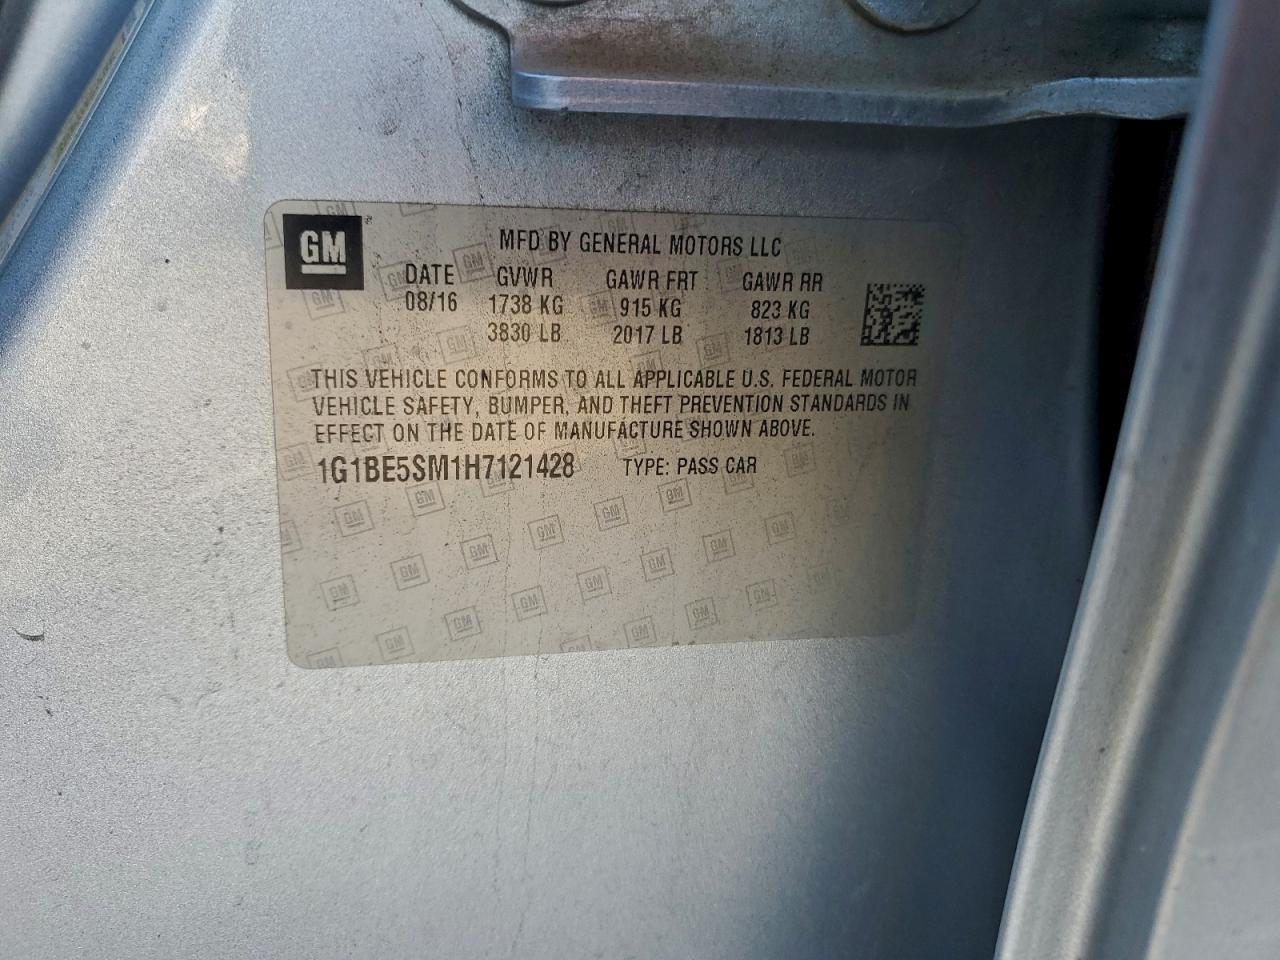 GM
MFD BY GENERAL MOTORS LLC
DATE GVWR GAWR FRT GAWR RR
08/16 1738 KG 915 KG 823 KG
3830 LB 2017 LB 1813 LB
THIS VEHICLE CONFORMS TO ALL APPLICABLE U.S. FEDERAL MOTOR
VEHICLE SAFETY, BUMPER, AND THEFT PREVENTION STANDARDS IN
EFFECT ON THE DATE OF MANUFACTURE SHOWN ABOVE.
1G1BE5SM1H7121428 TYPE: PASS CAR